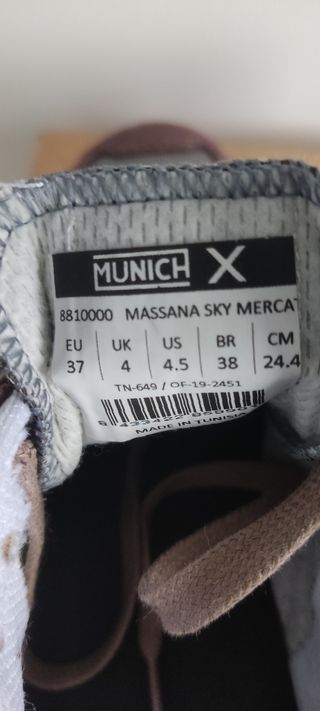 MUNICH X
8810000 MASSANA SKY MERCAT
EU UK US BR CM
37 4 4.5 38 24.4
TN-649 / OF-19-2451
MADE IN TUNISIA